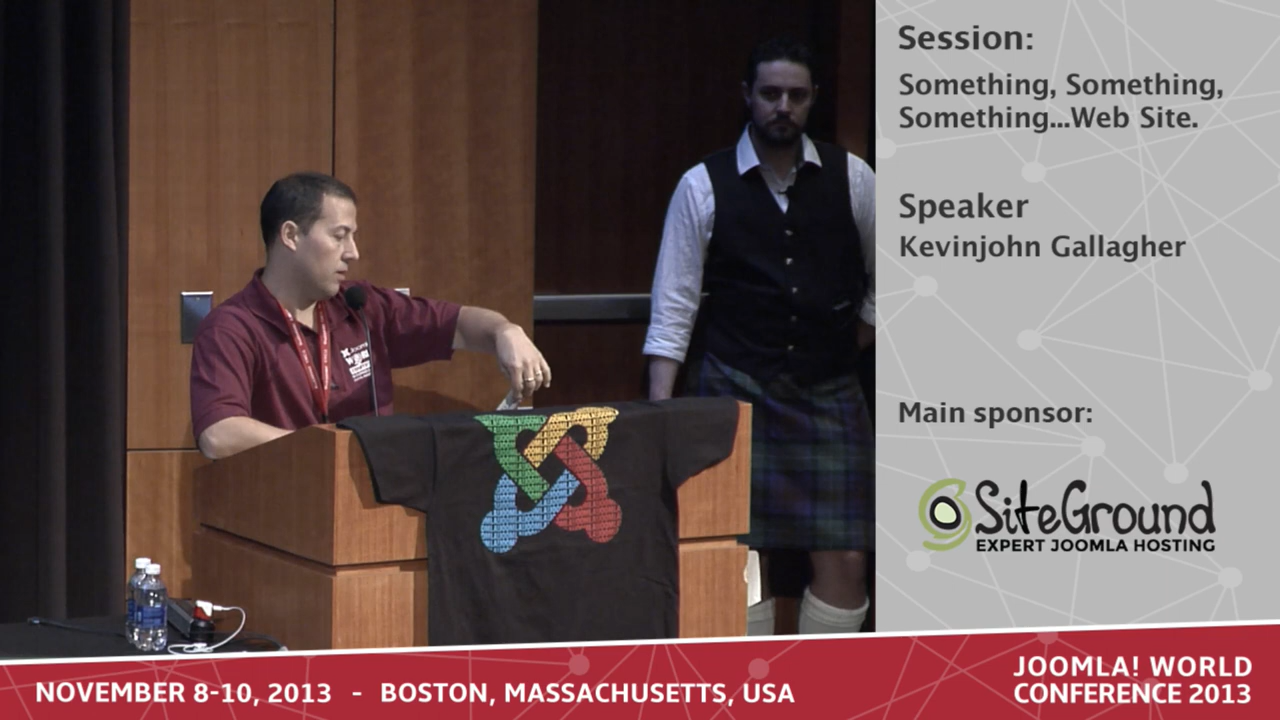 Session:
Something, Something,
Something...Web Site.
Speaker
Kevinjohn Gallagher
Main sponsor:
SiteGround
EXPERT JOOMLA HOSTING
NOVEMBER 8-10, 2013 - BOSTON, MASSACHUSETTS, USA
JOOMLA! WORLD
CONFERENCE 2013